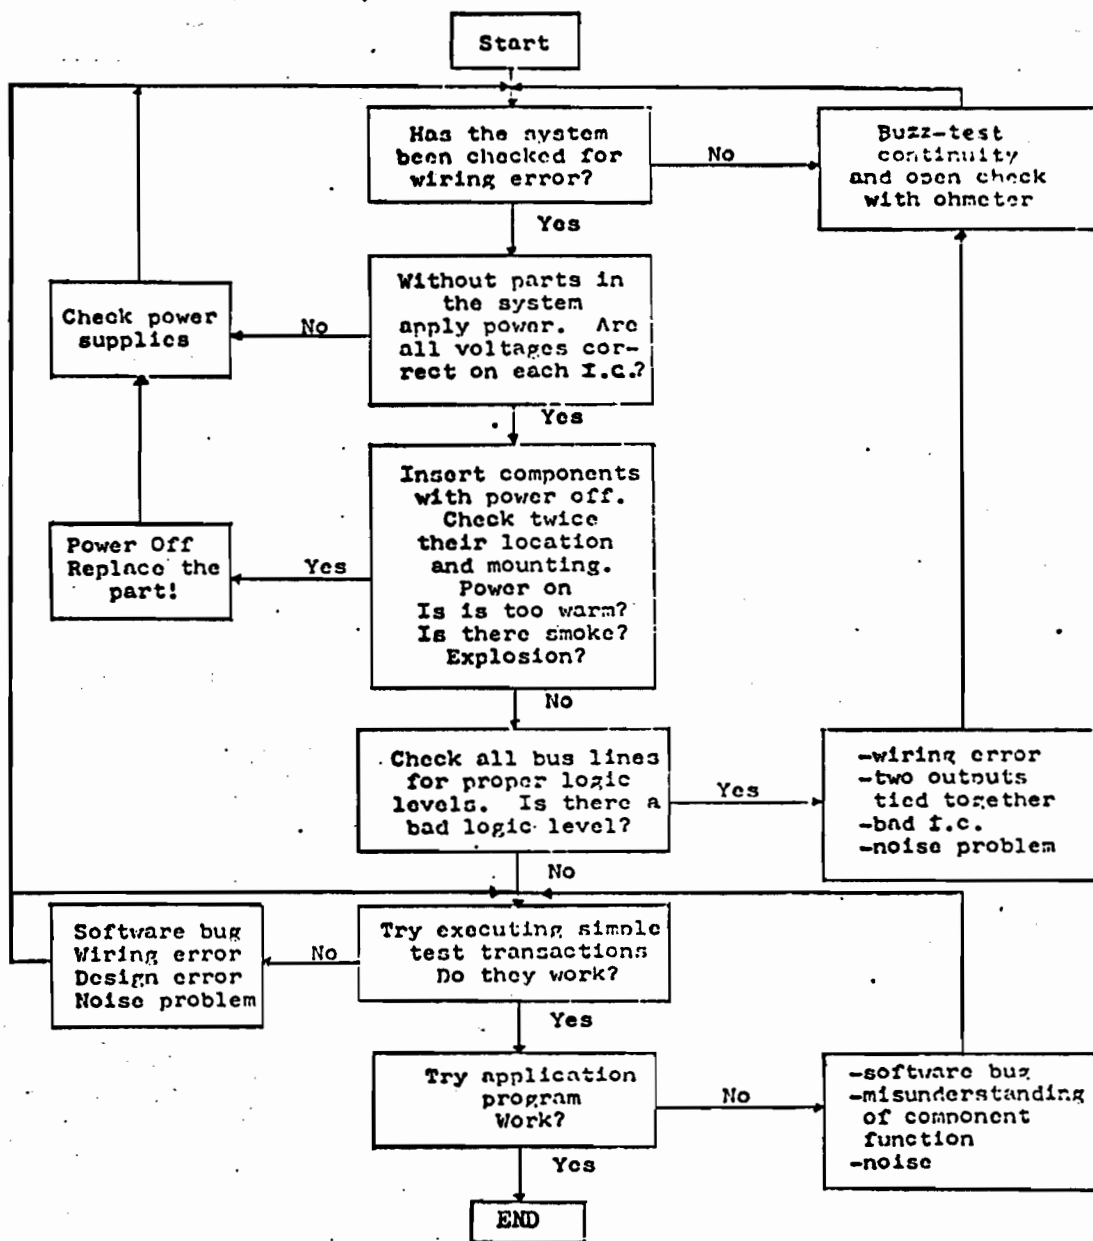 Start
Has the system
been checked for
wiring error?
No
Buzz-test
continuity
and open check
with ohmeter
Yes
Without parts in
the system
apply power. Are
all voltages cor-
rect on each I.C.?
No
Check power
supplies
Yes
Insert components
with power off.
Check twice
their location
and mounting.
Power on
Is is too warm?
Is there smoke?
Explosion?
Yes
Power Off
Replace the
part!
No
Check all bus lines
for proper logic
levels. Is there a
bad logic level?
Yes
-wiring error
-two outputs
tied together
-bad i.c.
-noise problem
No
Try executing simple
test transactions
Do they work?
No
Software bug
Wiring error
Design error
Noise problem
Yes
Try application
program
Work?
No
-software bug
-misunderstanding
of component
function
-noise
Yes
END